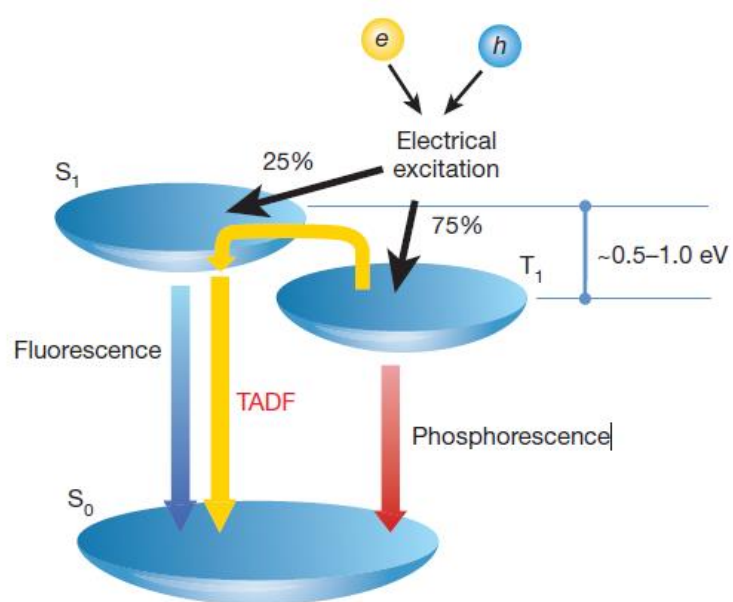 e
h
Electrical
excitation
25%
S1
75%
T1
~0.5–1.0 eV
Fluorescence
TADF
Phosphorescence
S0